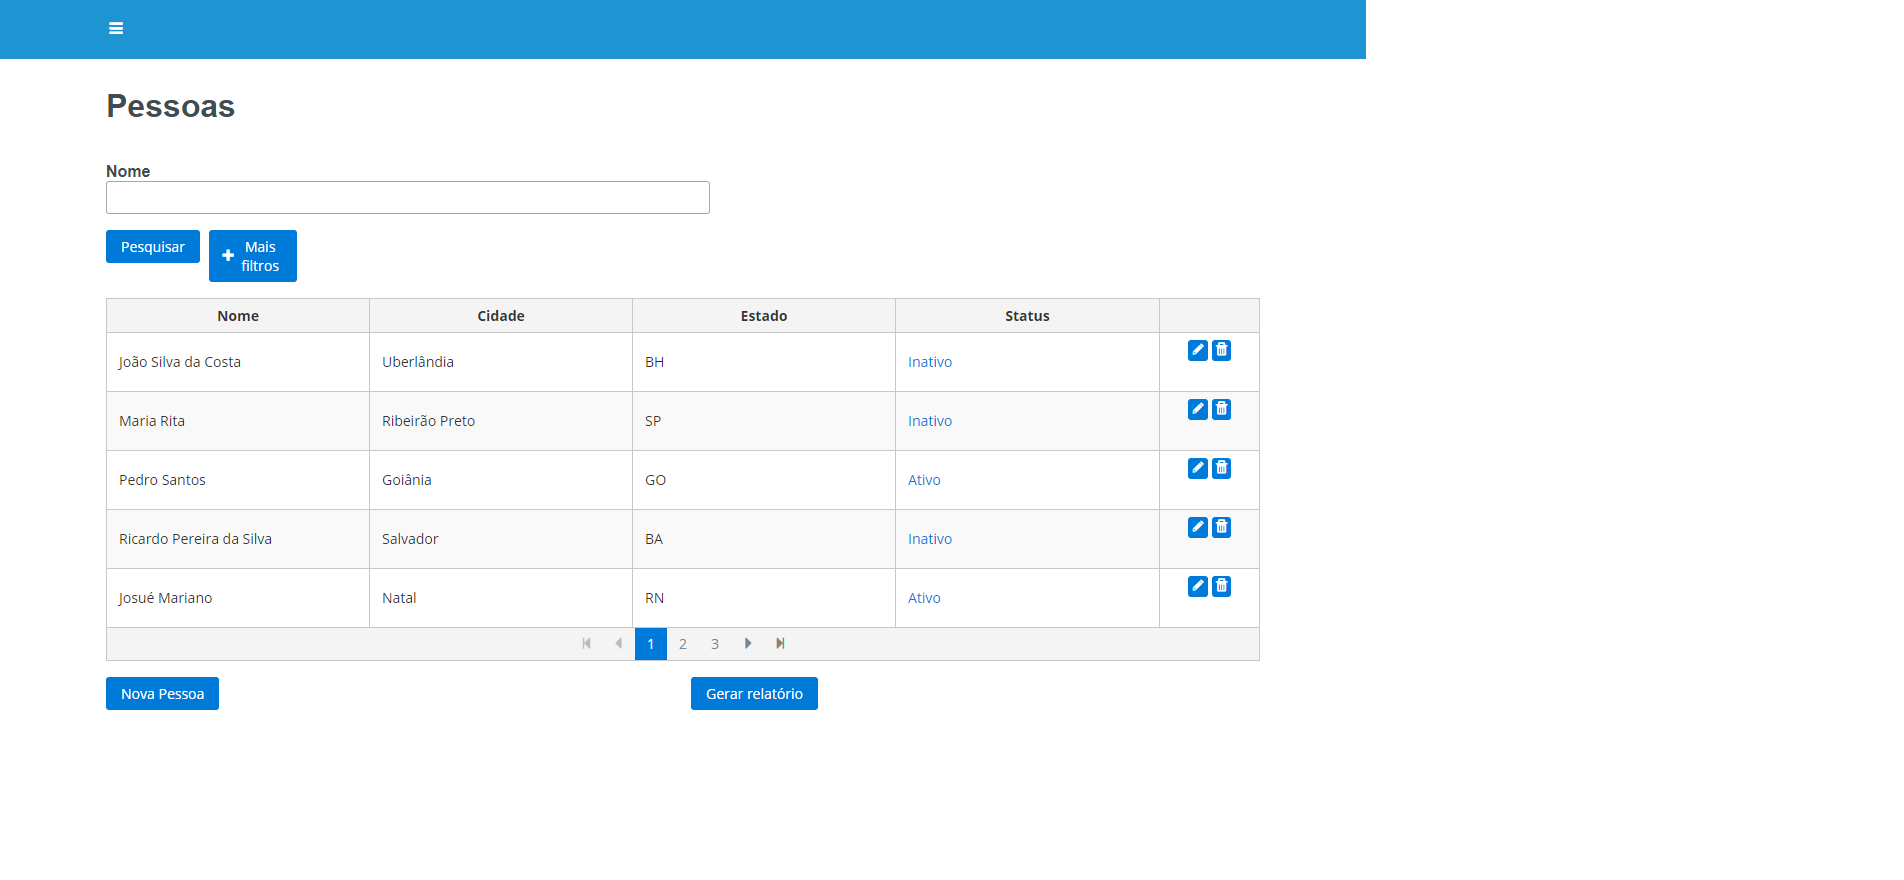 Pessoas
Nome
Pesquisar
Mais
filtros
Nome Cidade Estado Status
João Silva da Costa Uberlândia BH Inativo
Maria Rita Ribeirão Preto SP Inativo
Pedro Santos Goiânia GO Ativo
Ricardo Pereira da Silva Salvador BA Inativo
Josué Mariano Natal RN Ativo
1 2 3
Nova Pessoa Gerar relatório